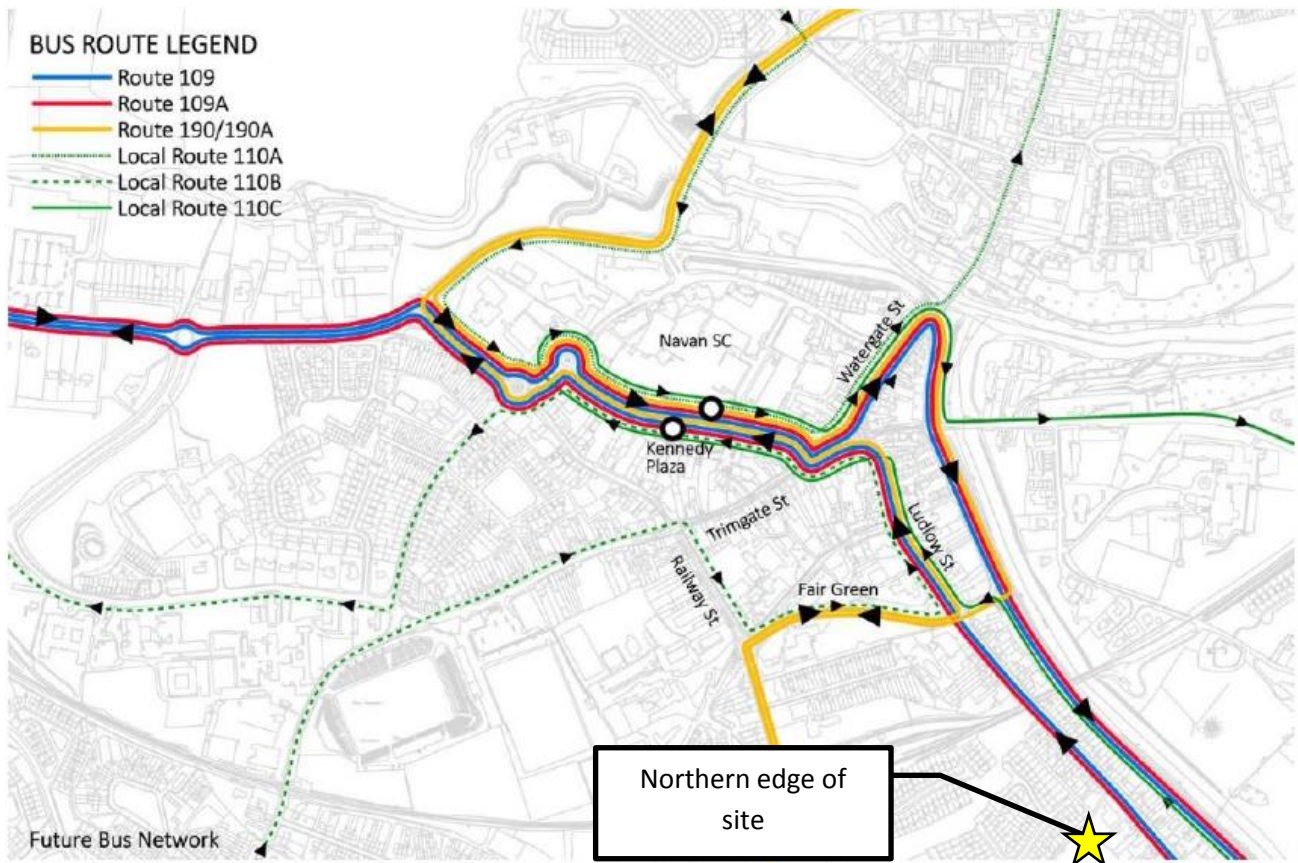 BUS ROUTE LEGEND
Route 109
Route 109A
Route 190/190A
Local Route 110A
Local Route 110B
Local Route 110C
Navan SC
Watergate St
Kennedy
Plaza
Trimgate St
Ludlow St
Railway St
Fair Green
Northern edge of
site
Future Bus Network